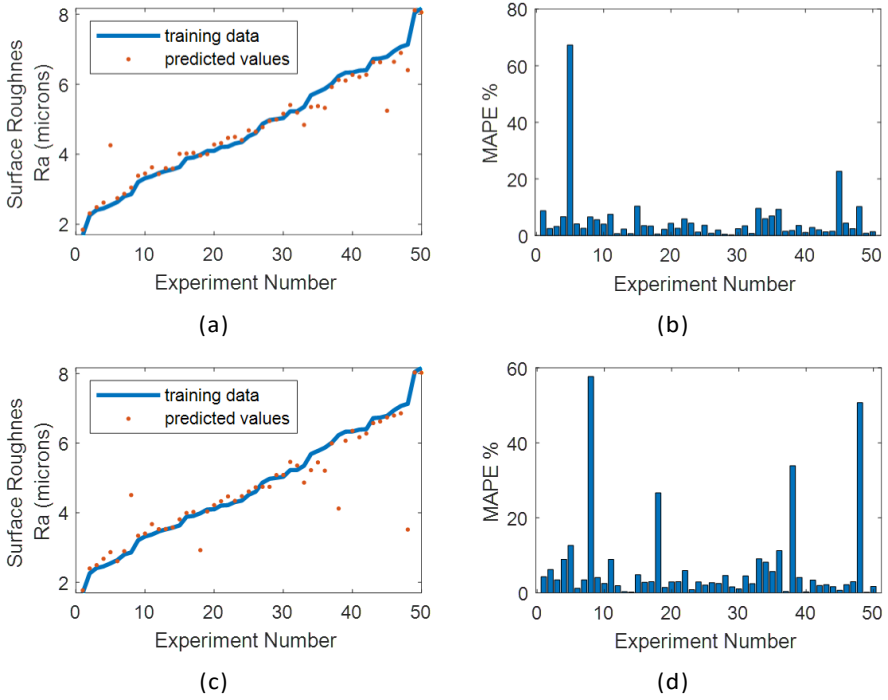 8
6
4
2
0 10 20 30 40 50
Surface Roughnes
Ra (microns)
Experiment Number
training data
predicted values
(a)
80
60
40
20
0
0 10 20 30 40 50
MAPE %
Experiment Number
(b)
8
6
4
2
0 10 20 30 40 50
Surface Roughnes
Ra (microns)
Experiment Number
training data
predicted values
(c)
60
40
20
0
0 10 20 30 40 50
MAPE %
Experiment Number
(d)